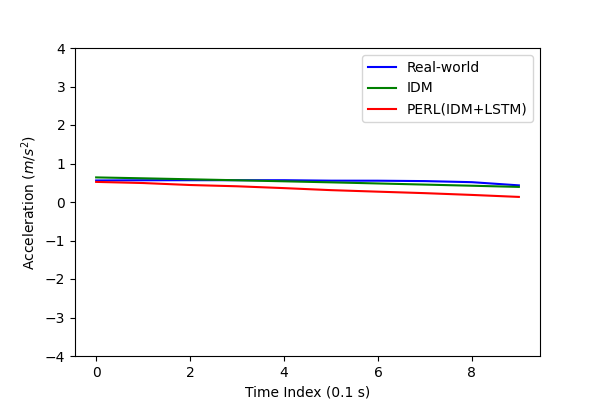 Real-world
IDM
PERL(IDM+LSTM)
4
3
2
1
0
−1
−2
−3
−4
Acceleration (m/s²)
0 2 4 6 8
Time Index (0.1 s)